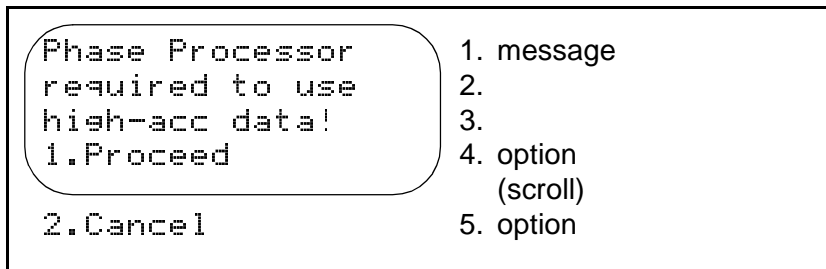 Phase Processor 1. message
required to use 2.
high-acc data! 3.
1.Proceed 4. option
(scroll)
2.Cancel 5. option